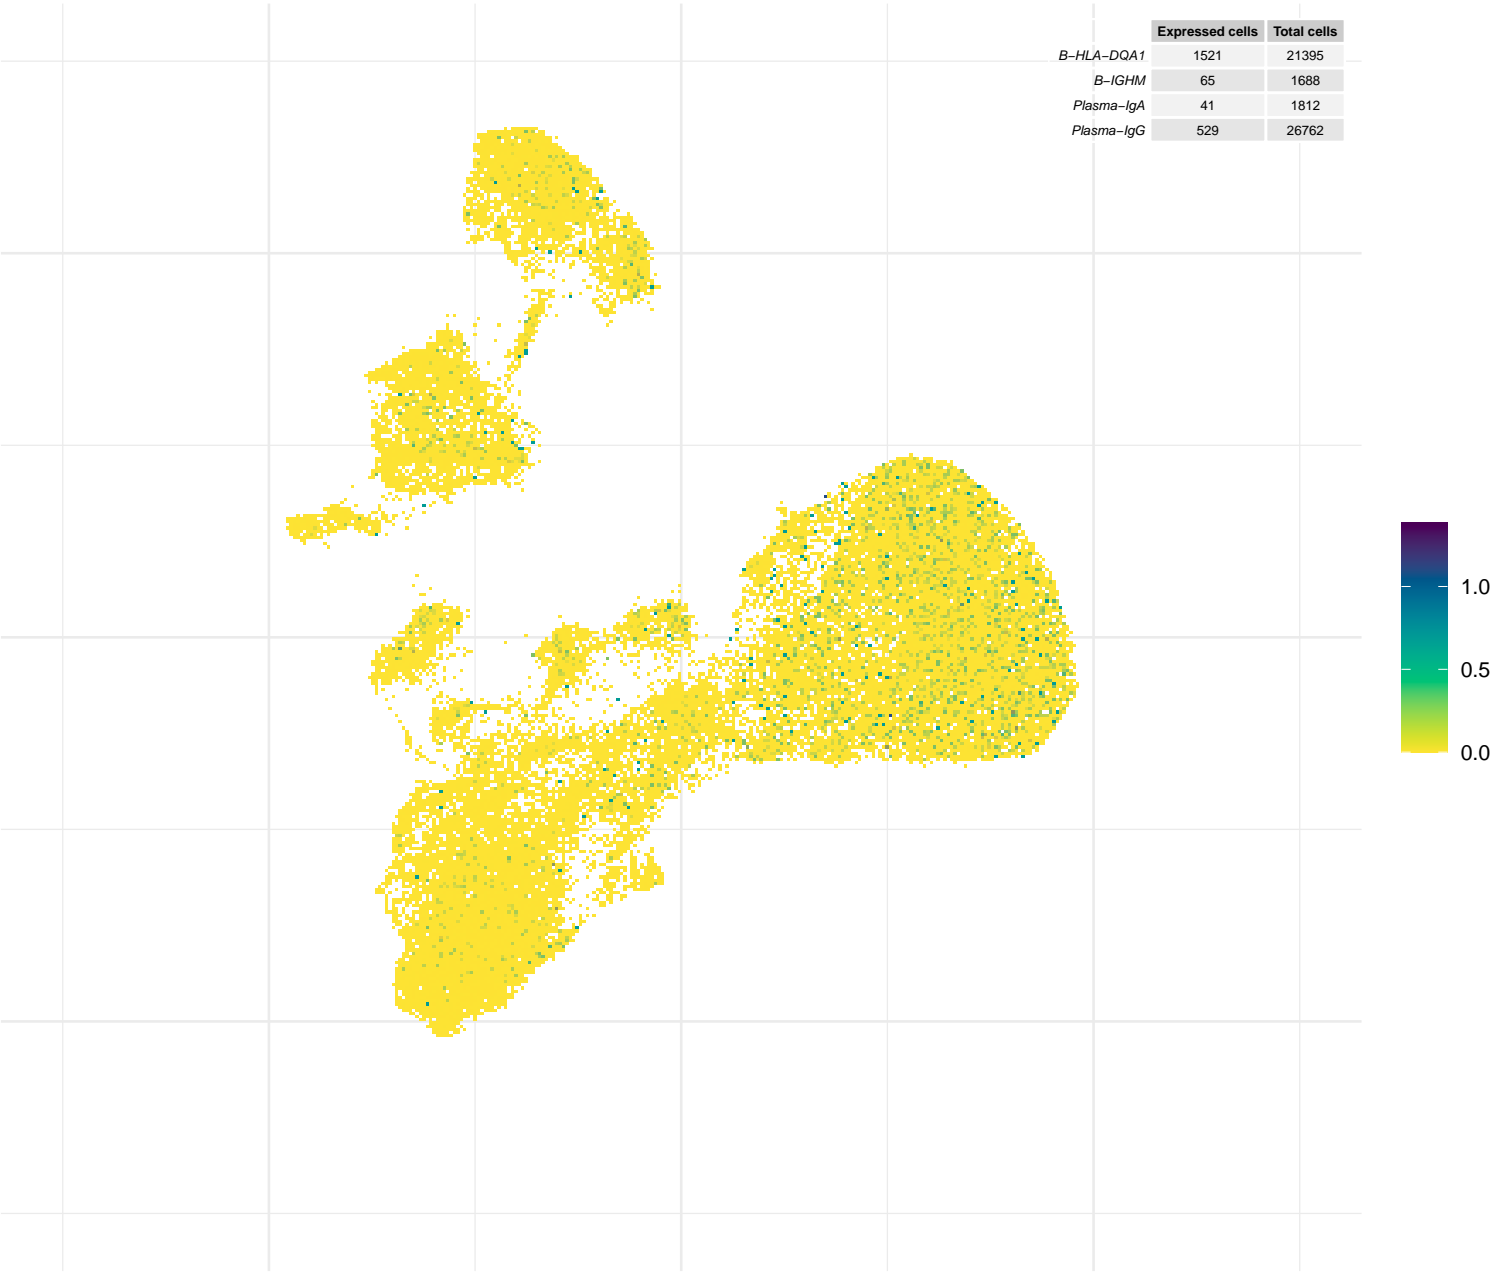 Expressed cells Total cells
B−HLA−DQA1 1521 21395
B−IGHM 65 1688
Plasma−IgA 41 1812
Plasma−IgG 529 26762
1.0
0.5
0.0